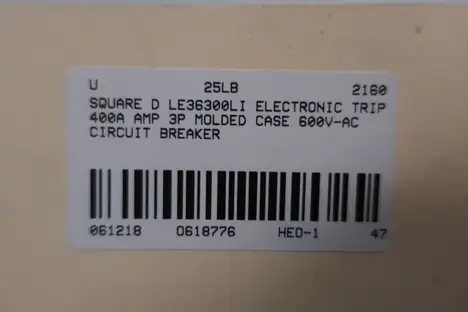 U 25LB 2160
SQUARE D LE36300LI ELECTRONIC TRIP
400A AMP 3P MOLDED CASE 600V-AC
CIRCUIT BREAKER
061218 0618776 HEO-1 47